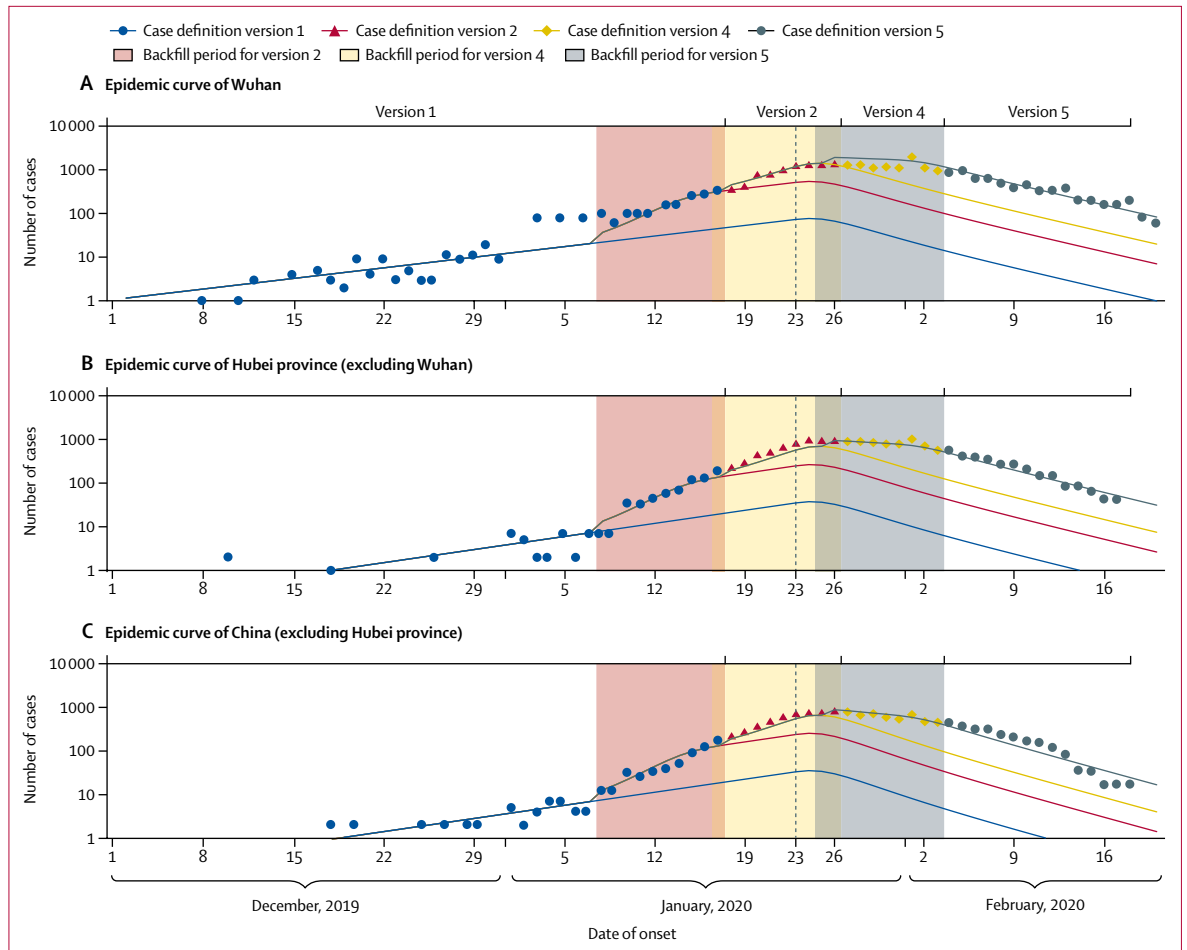 Case definition version 1 Case definition version 2 Case definition version 4 Case definition version 5
Backfill period for version 2 Backfill period for version 4 Backfill period for version 5
A Epidemic curve of Wuhan
Version 1 Version 2 Version 4 Version 5
Number of cases
10 000
1000
100
10
1
1 8 15 22 29 5 12 19 23 26 2 9 16
B Epidemic curve of Hubei province (excluding Wuhan)
Number of cases
10 000
1000
100
10
1
1 8 15 22 29 5 12 19 23 26 2 9 16
C Epidemic curve of China (excluding Hubei province)
Number of cases
10 000
1000
100
10
1
1 8 15 22 29 5 12 19 23 26 2 9 16
December, 2019 January, 2020 February, 2020
Date of onset